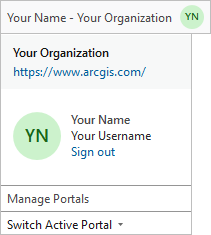 Your Name - Your Organization YN
Your Organization
https://www.arcgis.com/
YN
Your Name
Your Username
Sign out
Manage Portals
Switch Active Portal